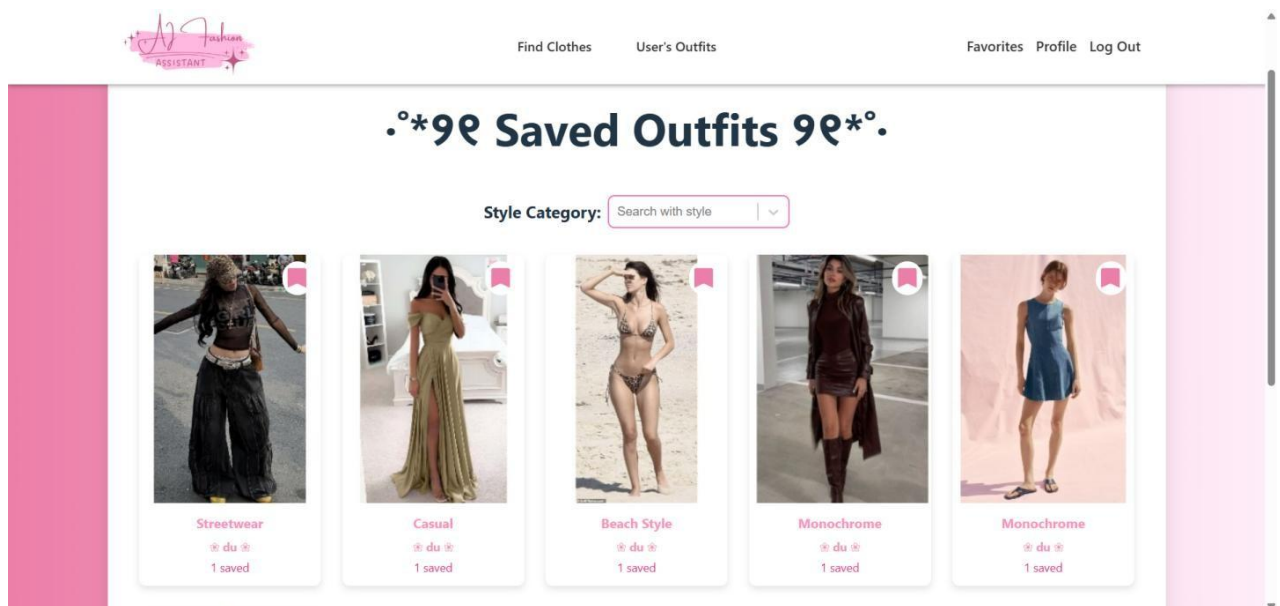 AJ Fashion
ASSISTANT
Find Clothes
User's Outfits
Favorites
Profile
Log Out
·˚*୨୧ Saved Outfits ୨୧*˚·
Style Category:
Search with style
Streetwear
❀ du ❀
1 saved
Casual
❀ du ❀
1 saved
Beach Style
❀ du ❀
1 saved
Monochrome
❀ du ❀
1 saved
Monochrome
❀ du ❀
1 saved